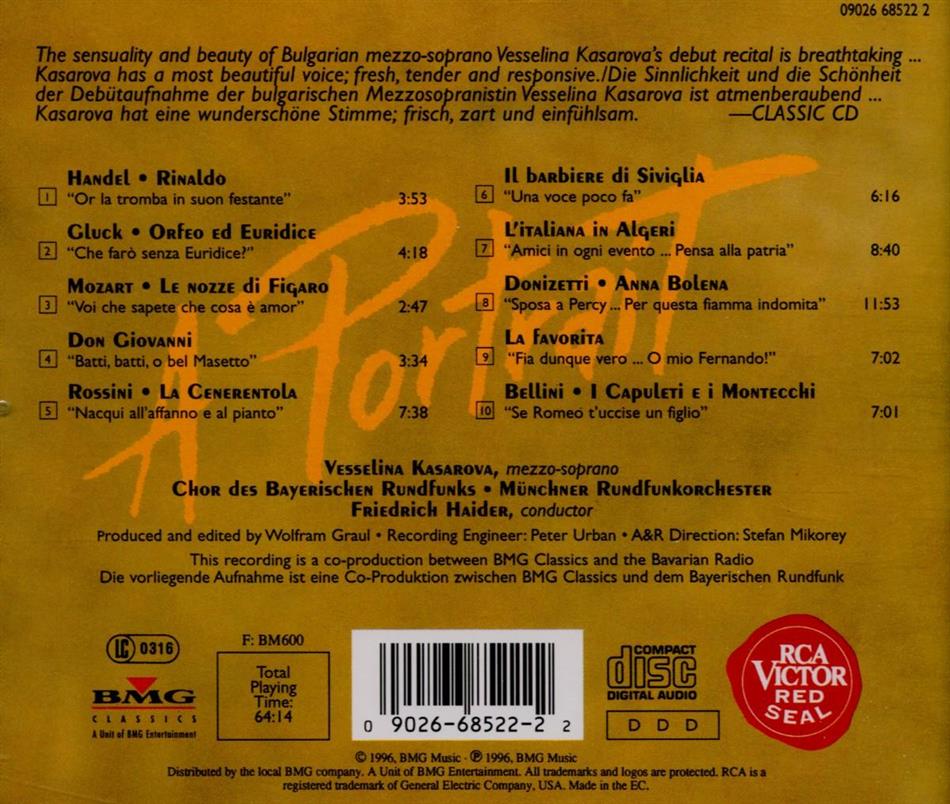 09026 68522 2
The sensuality and beauty of Bulgarian mezzo-soprano Vesselina Kasarova's debut recital is breathtaking ...
Kasarova has a most beautiful voice; fresh, tender and responsive./Die Sinnlichkeit und die Schönheit
der Debütaufnahme der bulgarischen Mezzosopranistin Vesselina Kasarova ist atmenberaubend ...
Kasarova hat eine wunderschöne Stimme; frisch, zart und einfühlsam. —CLASSIC CD
A Portrait
Handel • Rinaldo
1 "Or la tromba in suon festante" 3:53
Gluck • Orfeo ed Euridice
2 "Che farò senza Euridice?" 4:18
Mozart • Le nozze di Figaro
3 "Voi che sapete che cosa è amor" 2:47
Don Giovanni
4 "Batti, batti, o bel Masetto" 3:34
Rossini • La Cenerentola
5 "Nacqui all'affanno e al pianto" 7:38
Il barbiere di Siviglia
6 "Una voce poco fa" 6:16
L'italiana in Algeri
7 "Amici in ogni evento ... Pensa alla patria" 8:40
Donizetti • Anna Bolena
8 "Sposa a Percy ... Per questa fiamma indomita" 11:53
La favorita
9 "Fia dunque vero ... O mio Fernando!" 7:02
Bellini • I Capuleti e i Montecchi
10 "Se Romeo t'uccise un figlio" 7:01
Vesselina Kasarova, mezzo-soprano
Chor des Bayerischen Rundfunks • Münchner Rundfunkorchester
Friedrich Haider, conductor
Produced and edited by Wolfram Graul • Recording Engineer: Peter Urban • A&R Direction: Stefan Mikorey
This recording is a co-production between BMG Classics and the Bavarian Radio
Die vorliegende Aufnahme ist eine Co-Produktion zwischen BMG Classics und dem Bayerischen Rundfunk
LC 0316
BMG
CLASSICS
A Unit of BMG Entertainment
F: BM600
Total
Playing
Time:
64:14
0 9026-68522-2 2
COMPACT
disc
DIGITAL AUDIO
D D D
RCA
VICTOR
RED
SEAL
© 1996, BMG Music · ℗ 1996, BMG Music
Distributed by the local BMG company. A Unit of BMG Entertainment. All trademarks and logos are protected. RCA is a
registered trademark of General Electric Company, USA. Made in the EC.